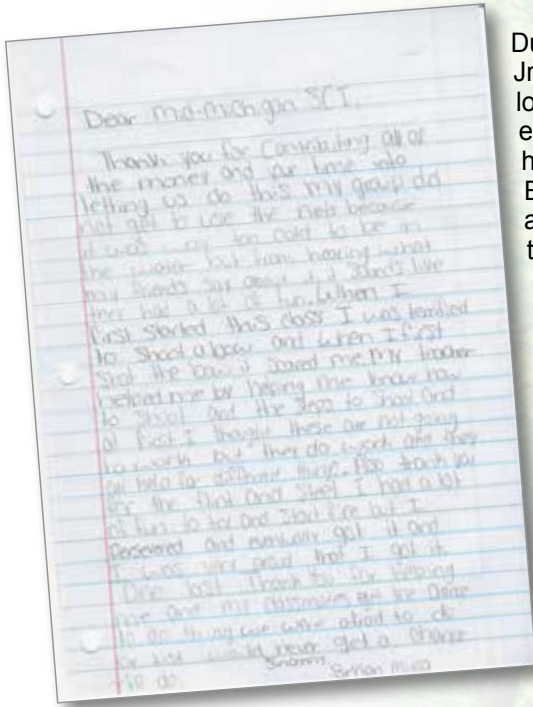 Dear Mid-Michigan SCI,
Thank you for Contributing all of
the money and time into
letting us do this my group did
not get to use the nets because
it was way too cold to be in
the water but from hearing what
my friends say about it it sounds like
they had a lot of fun. When I
first started this class I was terrified
to Shoot a bow and when I first
Shot the bow it scared me my teacher
helped me by helping me know how
to Shoot and the steps to Shoot and
at first I thought these are not going
to work but they do work and they
all help for different things. Also thank you
for the flint and Steel I had a lot
of fun to try and Start fire but I
Persevered and eventually got it and
I was very proud that I got it.
One last thank you for helping
me and my classmates get the chance
to do things we were afraid to do
or else would never get a chance
to do.
Du
Jr
lo
e
h
E
a
t